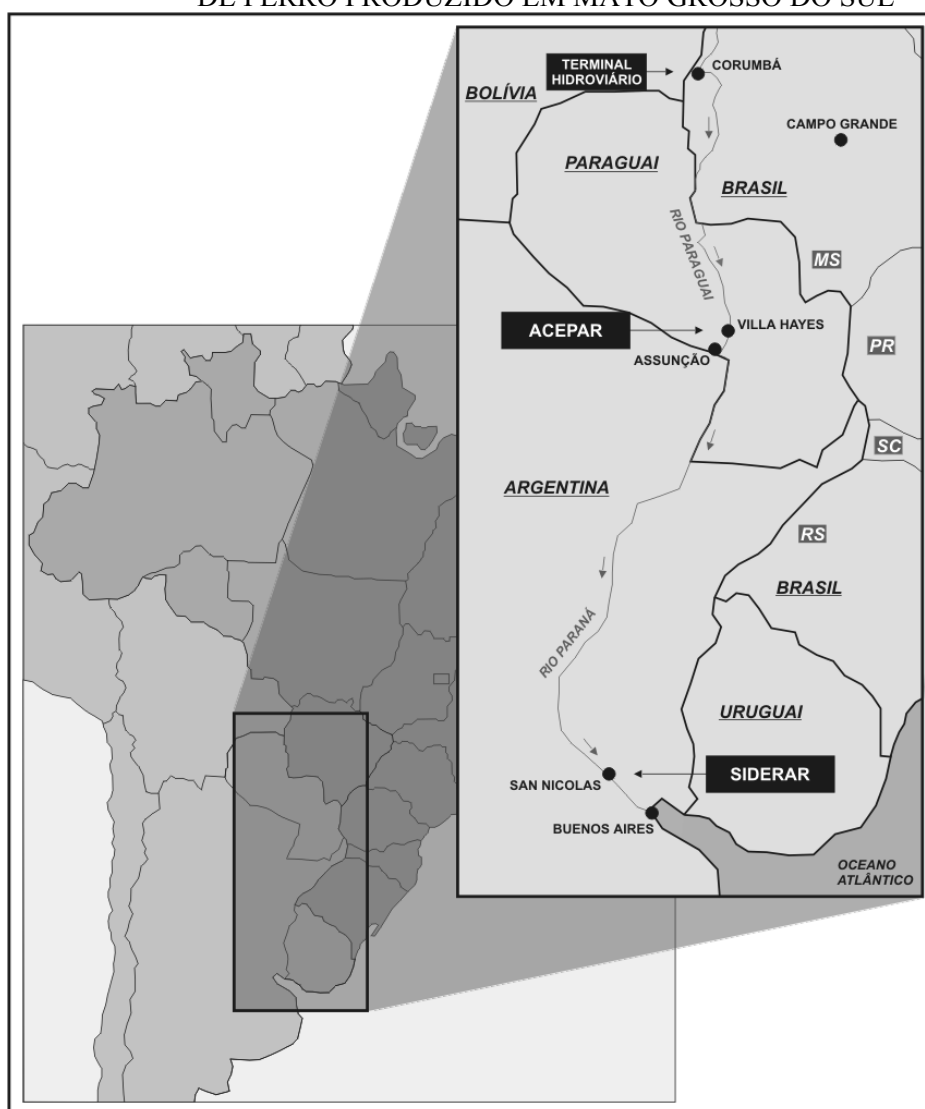 DE FERRO PRODUZIDO EM MATO GROSSO DO SUL
TERMINAL
HIDROVIÁRIO
CORUMBÁ
BOLÍVIA
CAMPO GRANDE
PARAGUAI
BRASIL
RIO PARAGUAI
MS
ACEPAR
VILLA HAYES
ASSUNÇÃO
PR
SC
ARGENTINA
RS
BRASIL
RIO PARANÁ
URUGUAI
SIDERAR
SAN NICOLAS
BUENOS AIRES
OCEANO
ATLÂNTICO